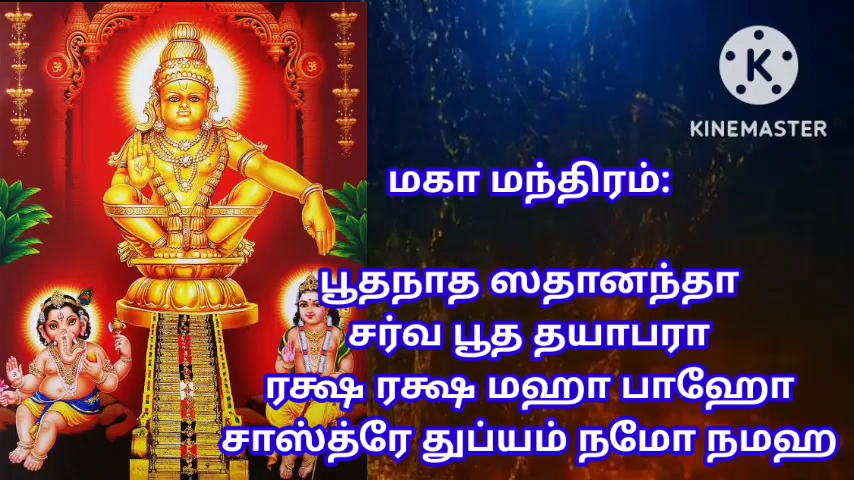 KINEMASTER
மகா மந்திரம்:
பூதநாத ஸதானந்தா
சர்வ பூத தயாபரா
ரக்ஷ ரக்ஷ மஹா பாஹோ
சாஸ்த்ரே துப்யம் நமோ நமஹ